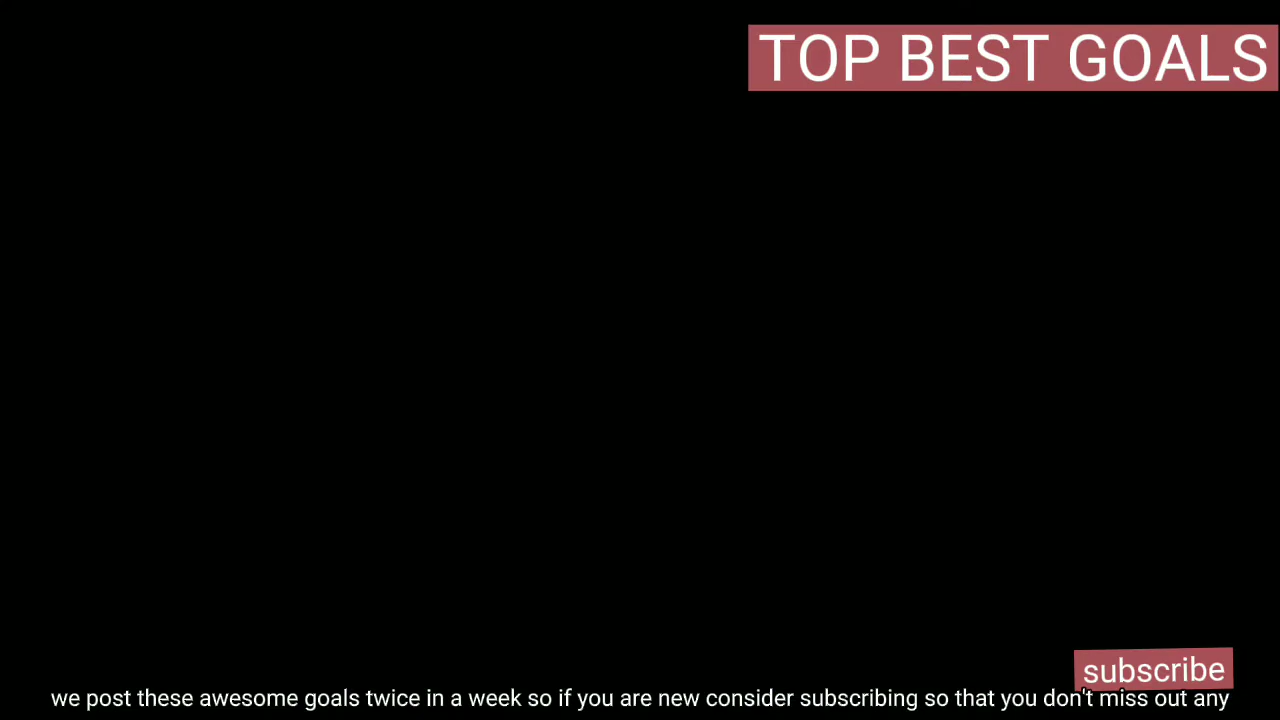 TOP BEST GOALS
subscribe
we post these awesome goals twice in a week so if you are new consider subscribing so that you don't miss out any